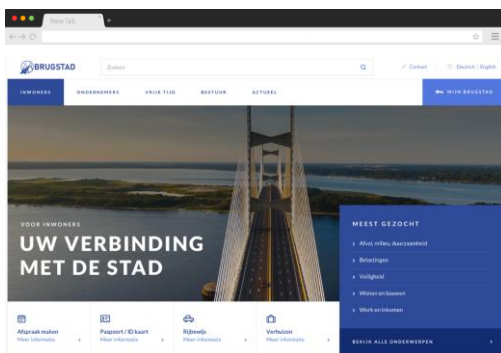 New Tab
BRUGSTAD
Zoeken
Contact
Deutsch | English
INWONERS
ONDERNEMERS
VRIJE TIJD
BESTUUR
ACTUEEL
MIJN BRUGSTAD
VOOR INWONERS
UW VERBINDING
MET DE STAD
MEEST GEZOCHT
Afval, milieu, duurzaamheid
Belastingen
Veiligheid
Wonen en bouwen
Werk en inkomen
BEKIJK ALLE ONDERWERPEN
Afspraak maken
Meer informatie
Paspoort / ID kaart
Meer informatie
Rijbewijs
Meer informatie
Verhuizen
Meer informatie